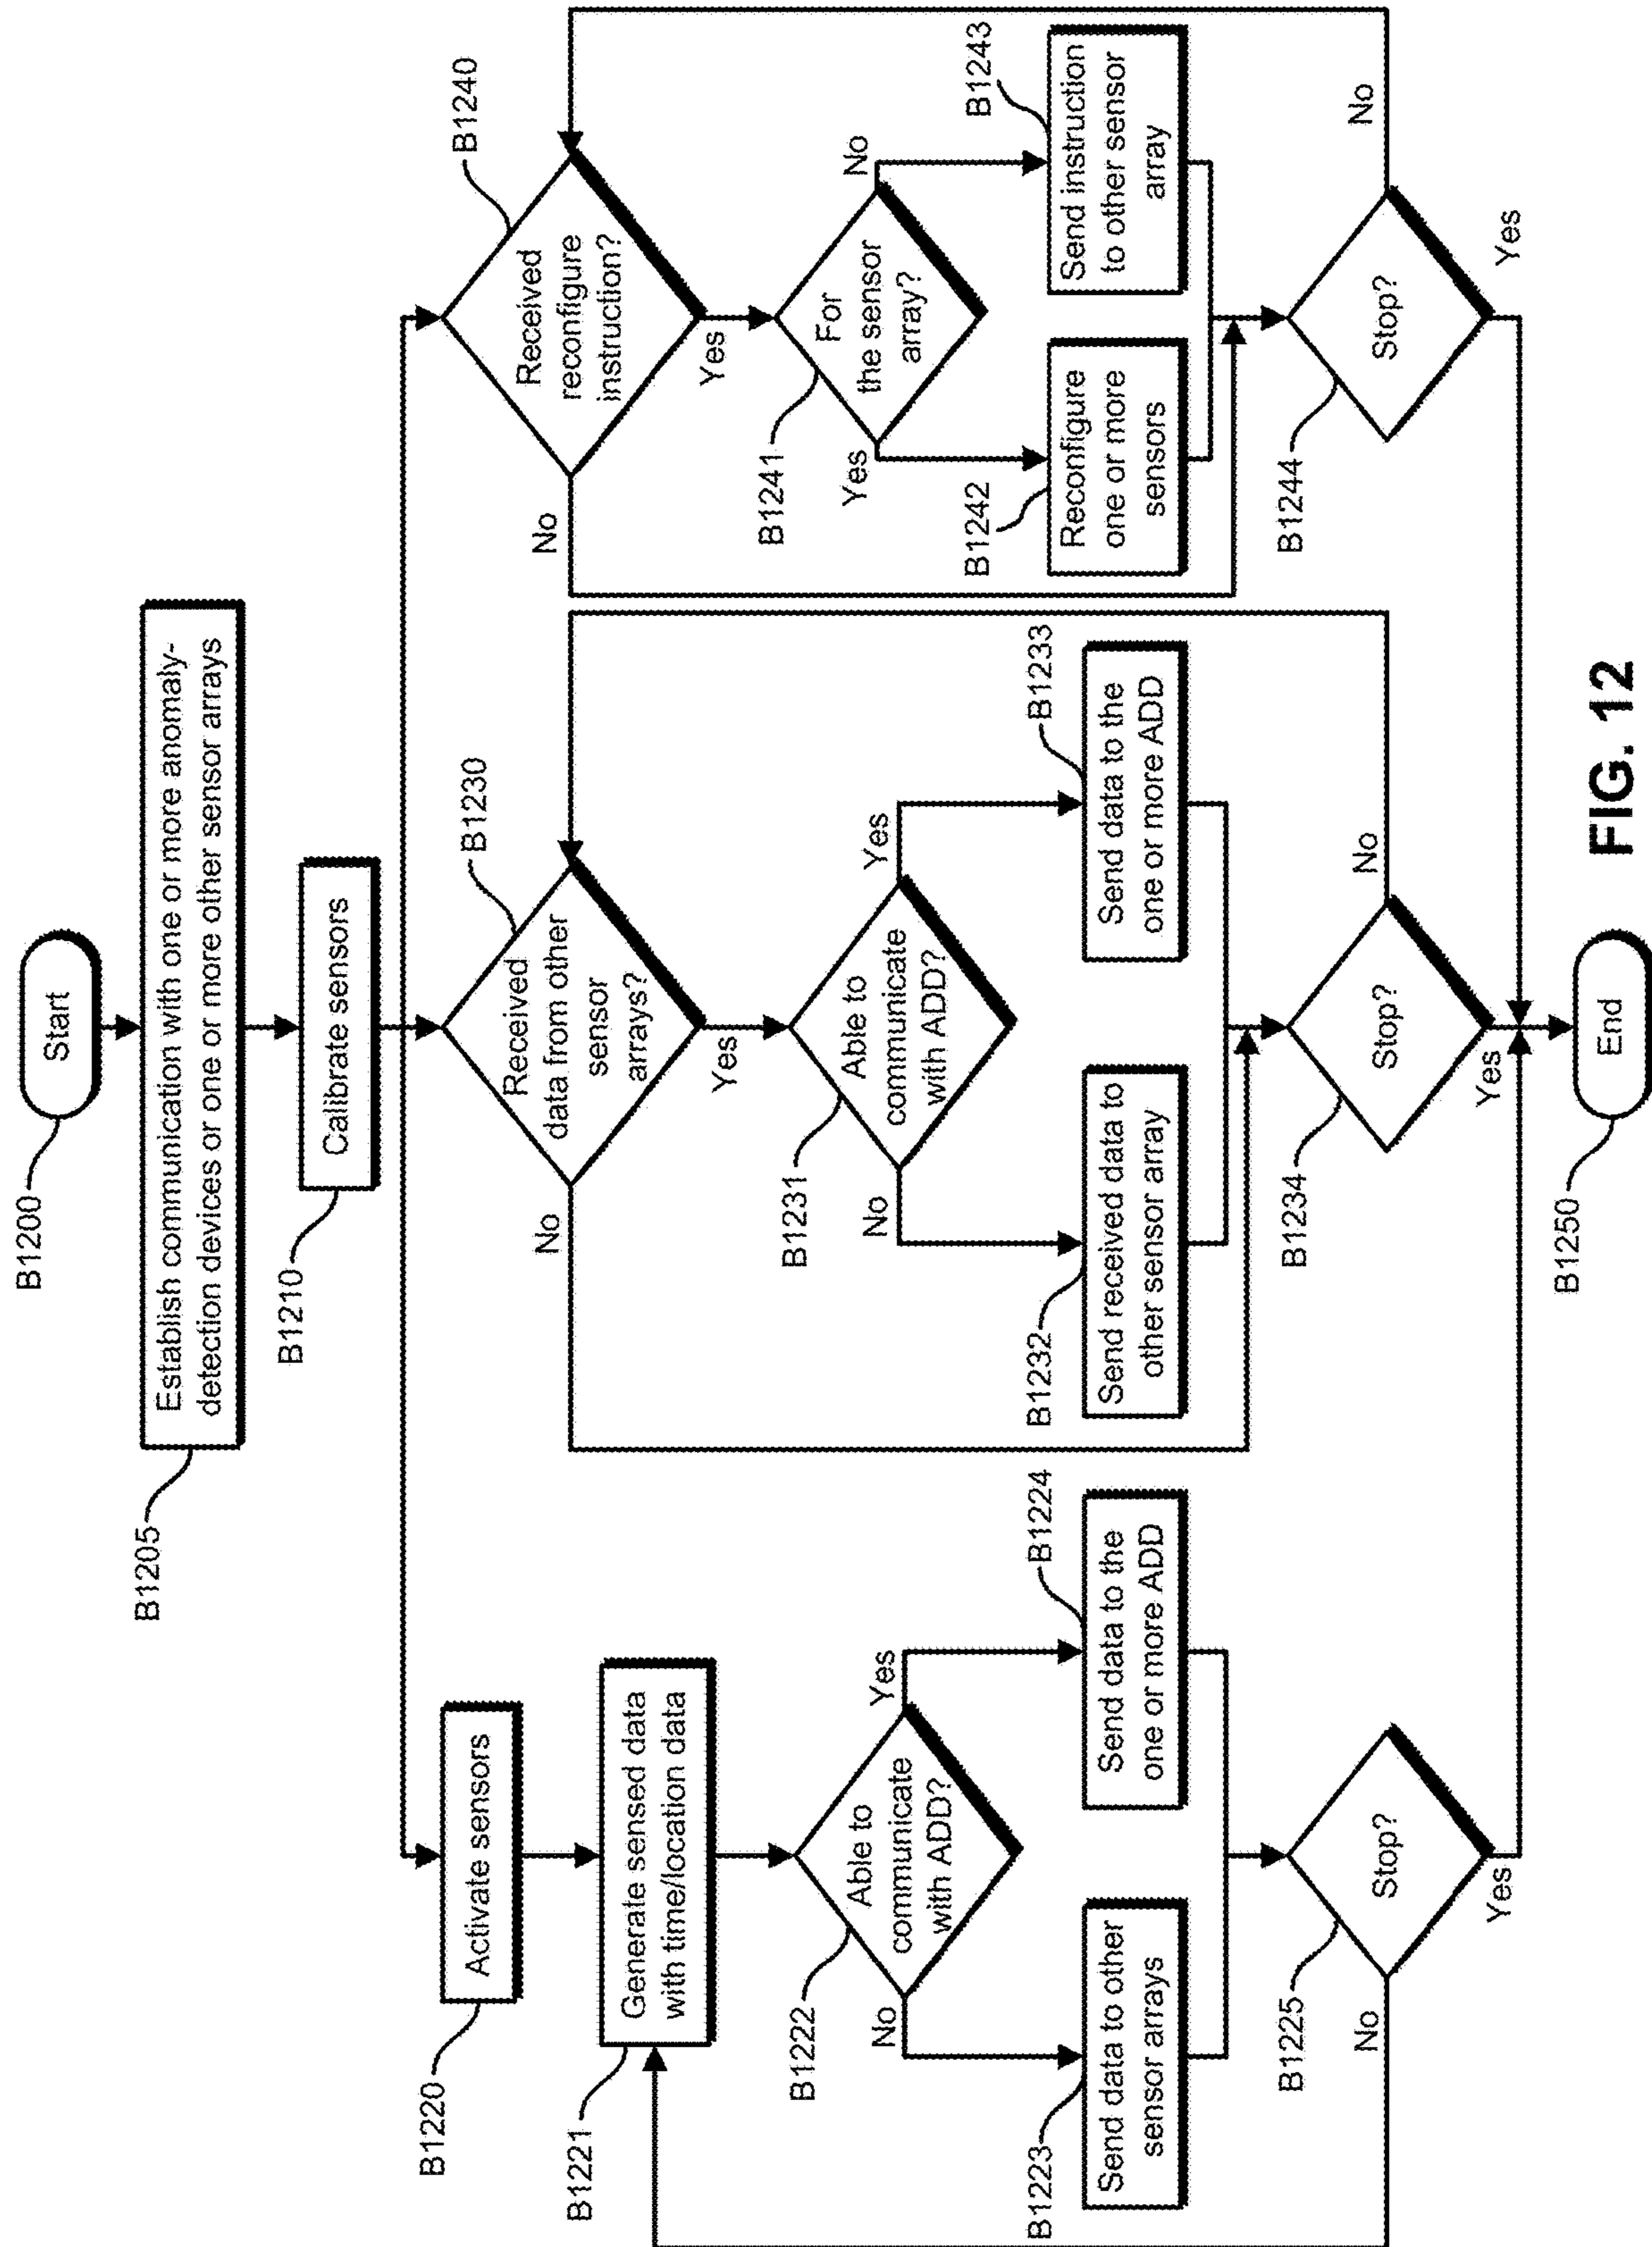 B1200
Start
B1205
Establish communication with one or more anomaly-
detection devices or one or more other sensor arrays
B1210
Calibrate sensors
B1220
Activate sensors
B1221
Generate sensed data
with time/location data
B1222
Able to
communicate
with ADD?
No
Yes
B1223
Send data to other
sensor arrays
B1224
Send data to the
one or more ADD
B1225
Stop?
No
Yes
B1230
Received
data from other
sensor
arrays?
No
Yes
B1231
Able to
communicate
with ADD?
No
Yes
B1232
Send received data to
other sensor array
B1233
Send data to the
one or more ADD
B1234
Stop?
No
Yes
B1240
Received
reconfigure
instruction?
No
Yes
B1241
For
the sensor
array?
Yes
No
B1242
Reconfigure
one or more
sensors
B1243
Send instruction
to other sensor
array
B1244
Stop?
No
Yes
B1250
End
FIG. 12